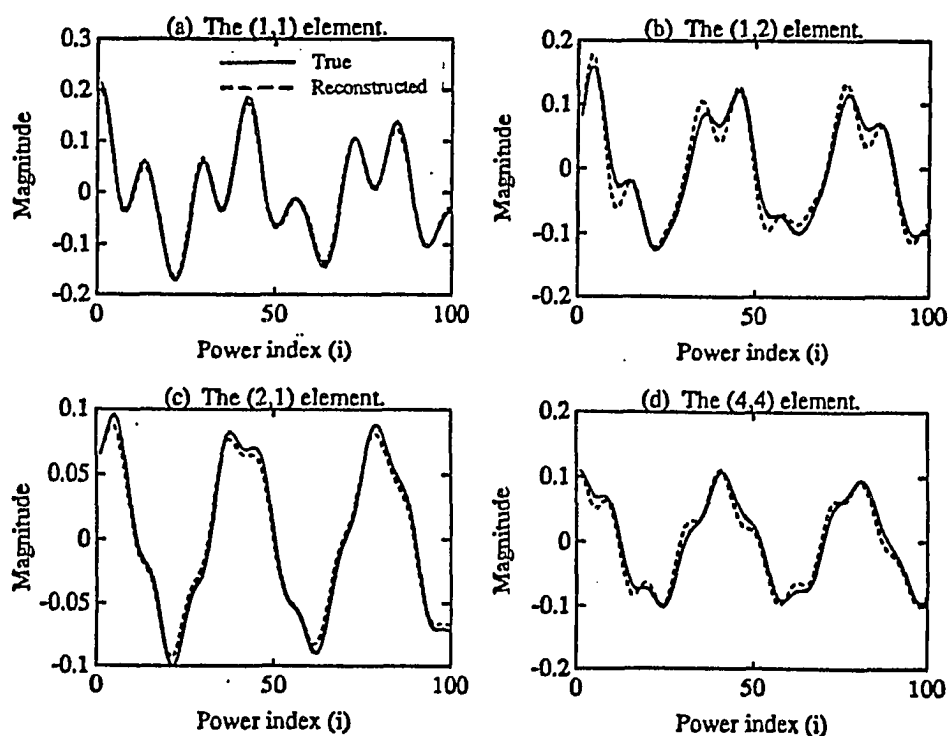 (a) The (1,1) element.
0.3
0.2
0.1
0
-0.1
-0.2
Magnitude
True
Reconstructed
0 50 100
Power index (i)
(b) The (1,2) element.
0.2
0.1
0
-0.1
-0.2
Magnitude
0 50 100
Power index (i)
(c) The (2,1) element.
0.1
0.05
0
-0.05
-0.1
Magnitude
0 50 100
Power index (i)
(d) The (4,4) element.
0.2
0.1
0
-0.1
-0.2
Magnitude
0 50 100
Power index (i)